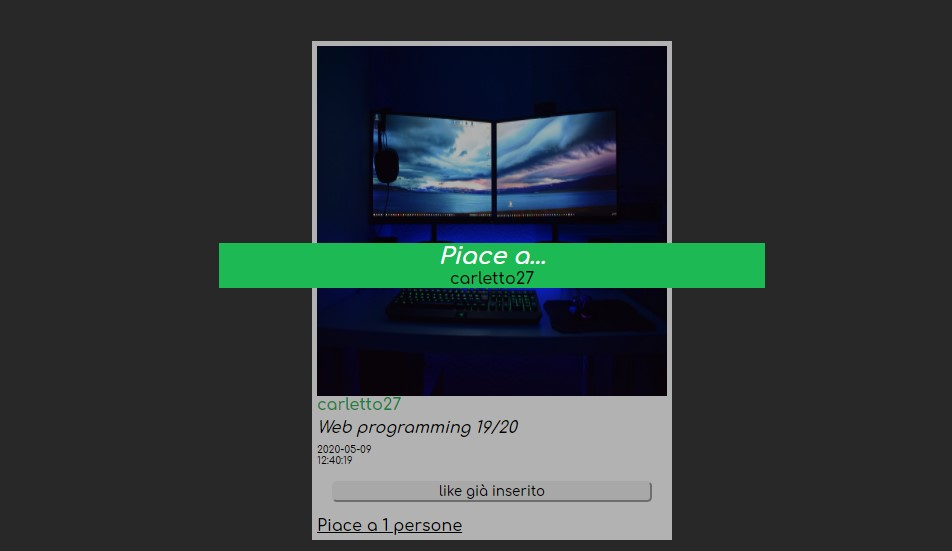 Piace a...
carletto27
carletto27
Web programming 19/20
2020-05-09
12:40:19
like già inserito
Piace a 1 persone